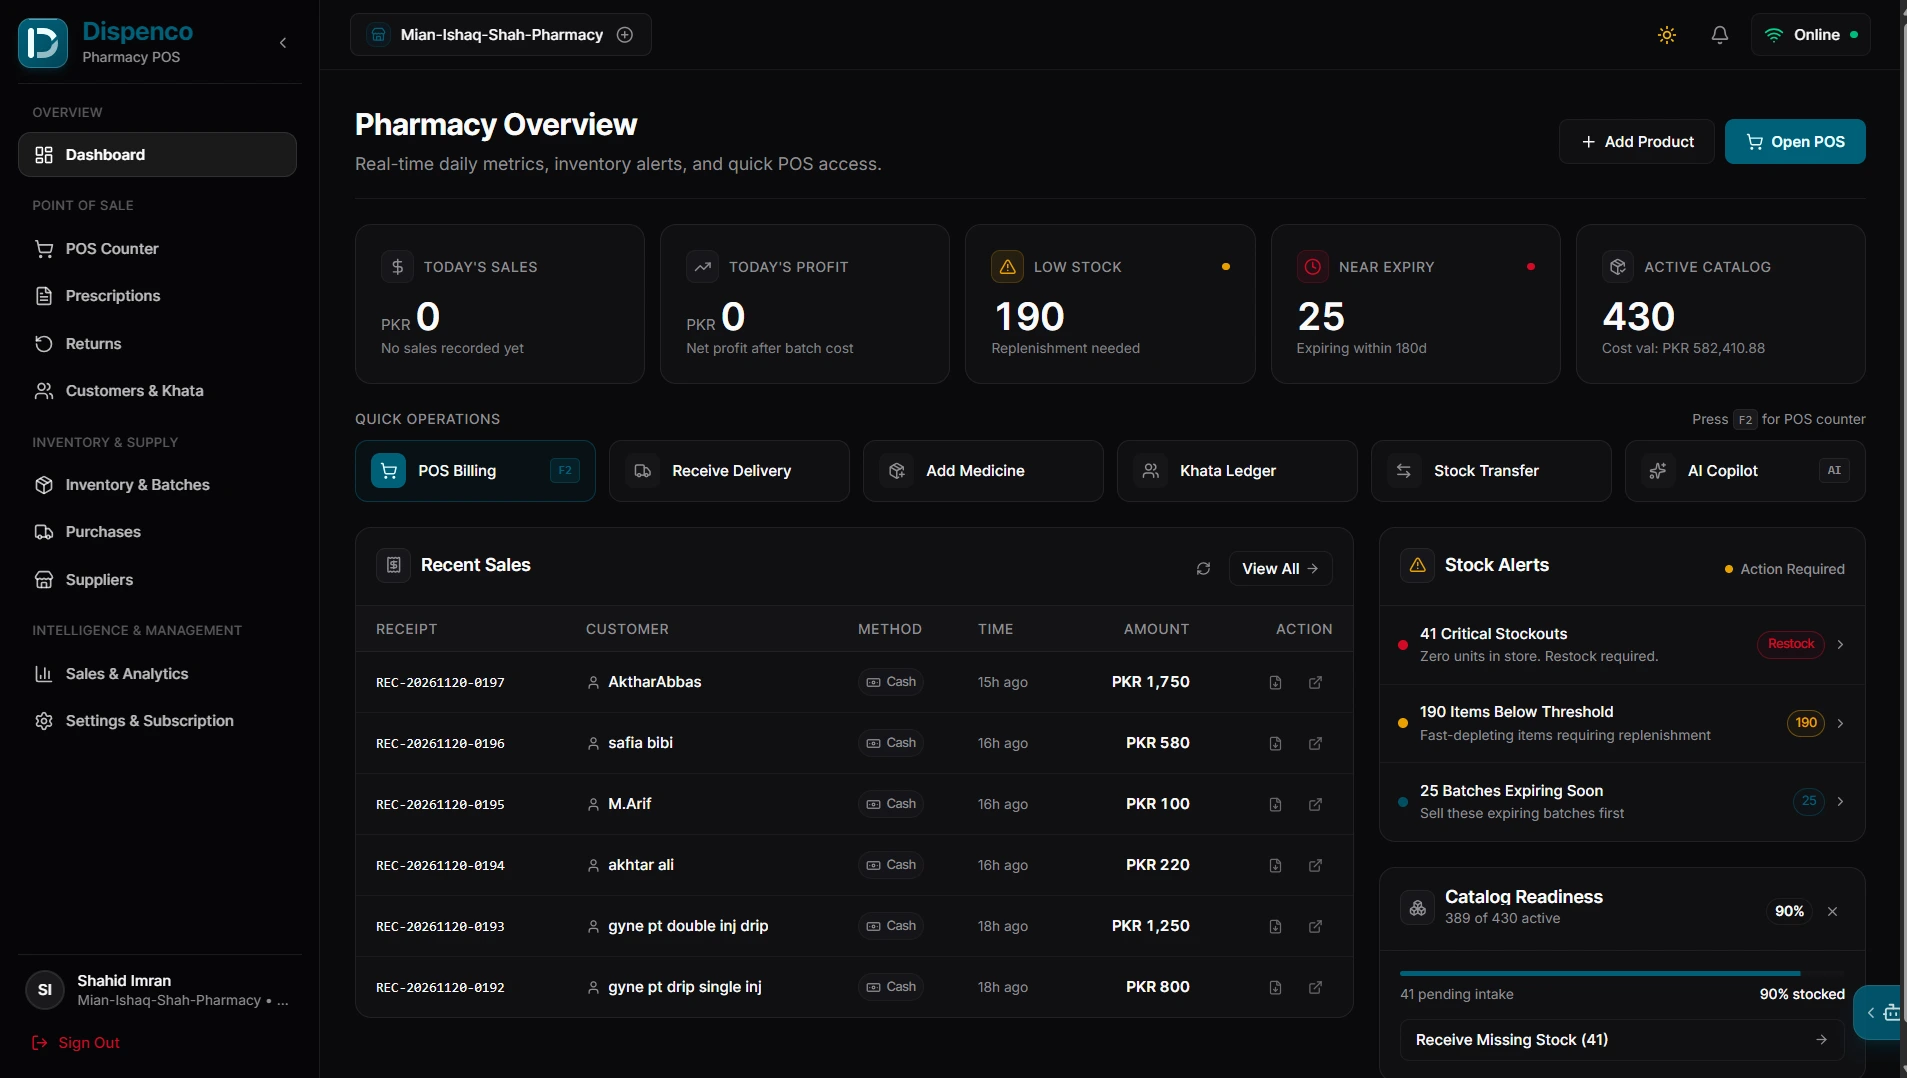 Dispenco
Pharmacy POS
OVERVIEW
Dashboard
POINT OF SALE
POS Counter
Prescriptions
Returns
Customers & Khata
INVENTORY & SUPPLY
Inventory & Batches
Purchases
Suppliers
INTELLIGENCE & MANAGEMENT
Sales & Analytics
Settings & Subscription
SI
Shahid Imran
Mian-Ishaq-Shah-Pharmacy • ...
Sign Out
Mian-Ishaq-Shah-Pharmacy
Online
Pharmacy Overview
Real-time daily metrics, inventory alerts, and quick POS access.
Add Product
Open POS
TODAY'S SALES
PKR 0
No sales recorded yet
TODAY'S PROFIT
PKR 0
Net profit after batch cost
LOW STOCK
190
Replenishment needed
NEAR EXPIRY
25
Expiring within 180d
ACTIVE CATALOG
430
Cost val: PKR 582,410.88
QUICK OPERATIONS
Press F2 for POS counter
POS Billing F2
Receive Delivery
Add Medicine
Khata Ledger
Stock Transfer
AI Copilot AI
Recent Sales
View All
RECEIPT CUSTOMER METHOD TIME AMOUNT ACTION
REC-20261120-0197 AktharAbbas Cash 15h ago PKR 1,750
REC-20261120-0196 safia bibi Cash 16h ago PKR 580
REC-20261120-0195 M.Arif Cash 16h ago PKR 100
REC-20261120-0194 akhtar ali Cash 16h ago PKR 220
REC-20261120-0193 gyne pt double inj drip Cash 18h ago PKR 1,250
REC-20261120-0192 gyne pt drip single inj Cash 18h ago PKR 800
Stock Alerts
Action Required
41 Critical Stockouts
Zero units in store. Restock required.
Restock
190 Items Below Threshold
Fast-depleting items requiring replenishment
190
25 Batches Expiring Soon
Sell these expiring batches first
25
Catalog Readiness
389 of 430 active
90%
41 pending intake
90% stocked
Receive Missing Stock (41)